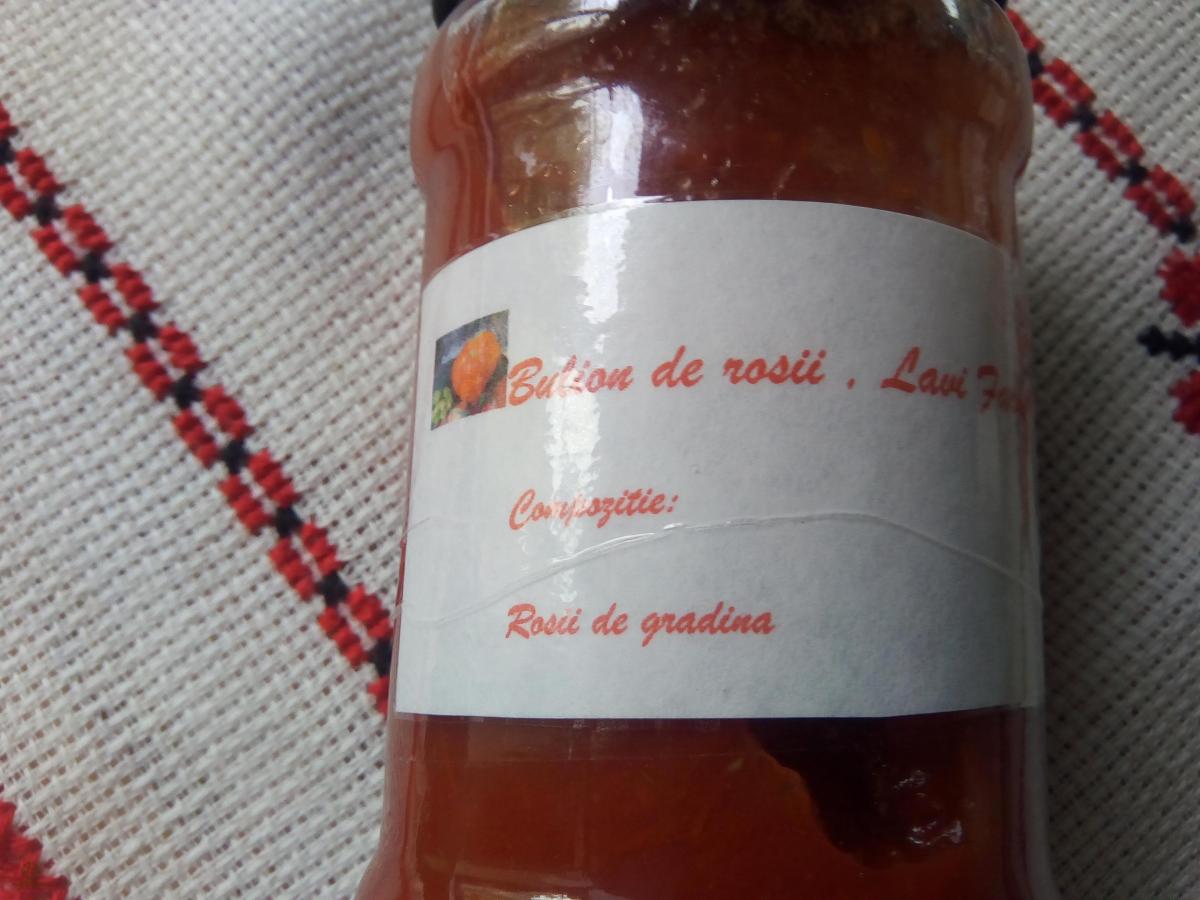 Bulion de rosii . Lavi
Compozitie:
Rosii de gradina